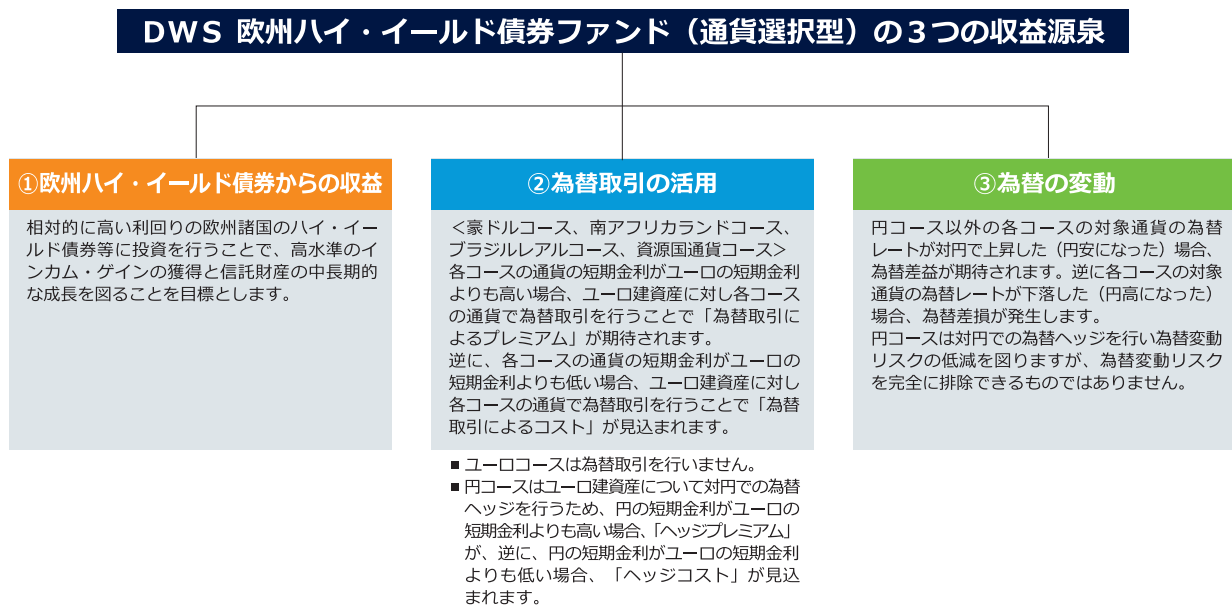 DWS 欧州ハイ・イールド債券ファンド（通貨選択型）の３つの収益源泉
①欧州ハイ・イールド債券からの収益
相対的に高い利回りの欧州諸国のハイ・イー
ルド債券等に投資を行うことで、高水準のイ
ンカム・ゲインの獲得と信託財産の中長期的
な成長を図ることを目標とします。
②為替取引の活用
＜豪ドルコース、南アフリカランドコース、
ブラジルレアルコース、資源国通貨コース＞
各コースの通貨の短期金利がユーロの短期金利
よりも高い場合、ユーロ建資産に対し各コース
の通貨で為替取引を行うことで「為替取引に
よるプレミアム」が期待されます。
逆に、各コースの通貨の短期金利がユーロの
短期金利よりも低い場合、ユーロ建資産に対し
各コースの通貨で為替取引を行うことで「為替
取引によるコスト」が見込まれます。
■ ユーロコースは為替取引を行いません。
■ 円コースはユーロ建資産について対円での為替
ヘッジを行うため、円の短期金利がユーロの
短期金利よりも高い場合、「ヘッジプレミアム」
が、逆に、円の短期金利がユーロの短期金利
よりも低い場合、「ヘッジコスト」が見込
まれます。
③為替の変動
円コース以外の各コースの対象通貨の為替
レートが対円で上昇した（円安になった）場合、
為替差益が期待されます。逆に各コースの対象
通貨の為替レートが下落した（円高になった）
場合、為替差損が発生します。
円コースは対円での為替ヘッジを行い為替変動
リスクの低減を図りますが、為替変動リスク
を完全に排除できるものではありません。